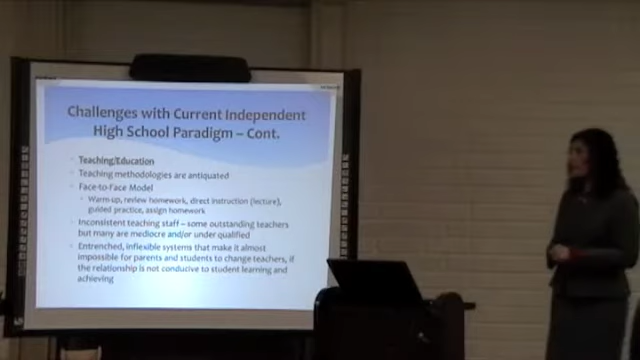 Challenges with Current Independent
High School Paradigm – Cont.
Teaching/Education
Teaching methodologies are antiquated
Face-to-Face Model
Warm-up, review homework, direct instruction (lecture),
guided practice, assign homework
Inconsistent teaching staff – some outstanding teachers
but many are mediocre and/or under qualified
Entrenched, inflexible systems that make it almost
impossible for parents and students to change teachers, if
the relationship is not conducive to student learning and
achieving